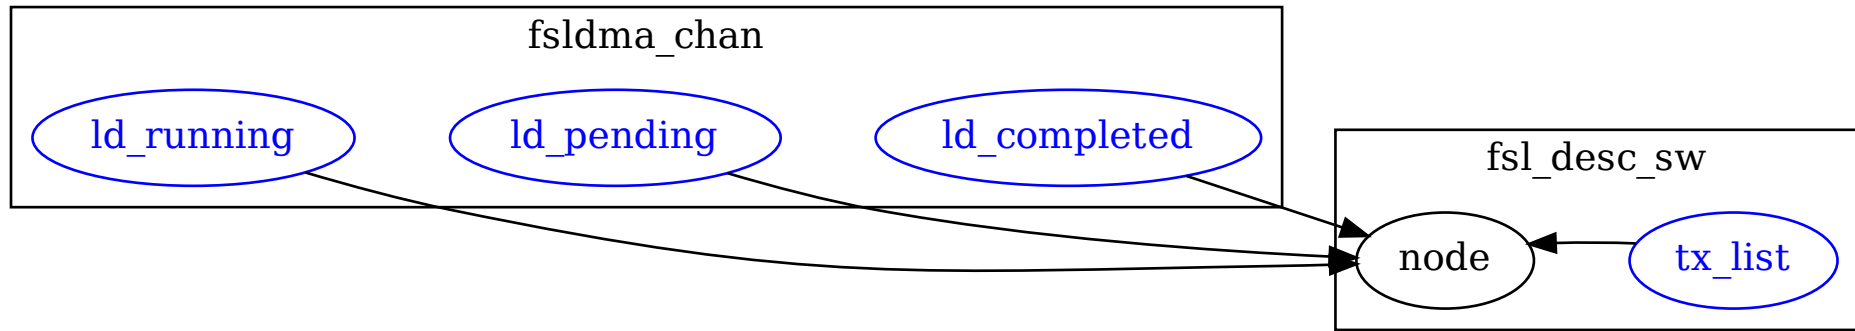 fsldma_chan
ld_running
ld_pending
ld_completed
fsl_desc_sw
node
tx_list